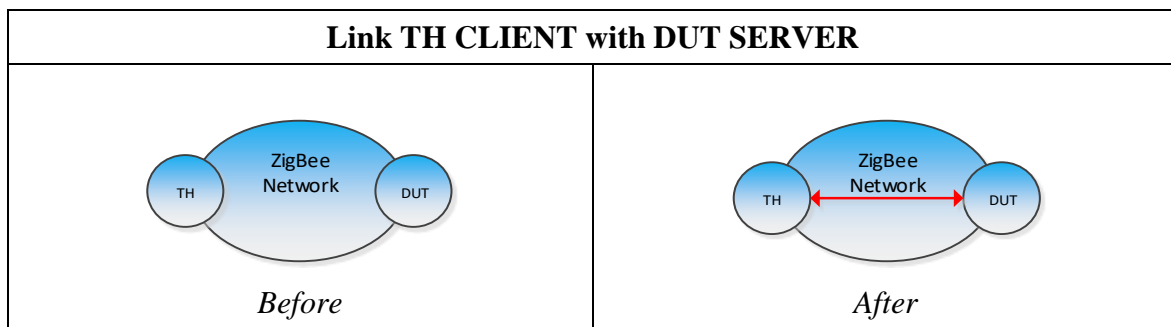 Link TH CLIENT with DUT SERVER
ZigBee
Network
TH
DUT
Before
ZigBee
Network
TH
DUT
After